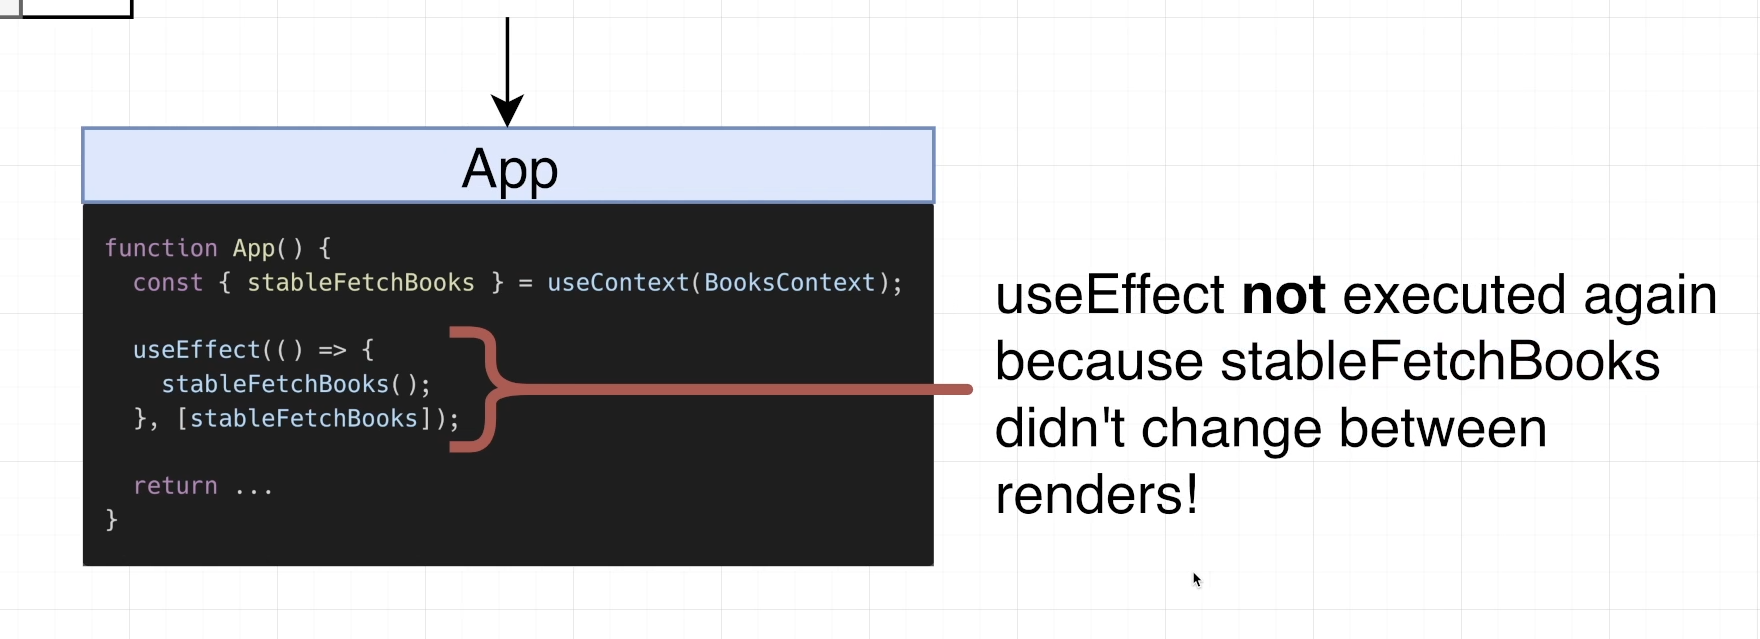 App
function App() {
  const { stableFetchBooks } = useContext(BooksContext);
  useEffect(() => {
    stableFetchBooks();
  }, [stableFetchBooks]);
  return ...
}
useEffect not executed again
because stableFetchBooks
didn't change between
renders!